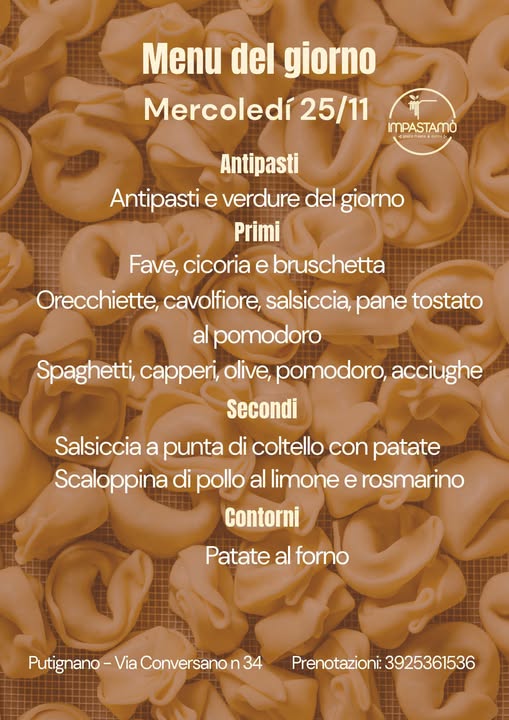 Menu del giorno
Mercoledí 25/11
IMPASTAMÒ
Antipasti
Antipasti e verdure del giorno
Primi
Fave, cicoria e bruschetta
Orecchiette, cavolfiore, salsiccia, pane tostato
al pomodoro
Spaghetti, capperi, olive, pomodoro, acciughe
Secondi
Salsiccia a punta di coltello con patate
Scaloppina di pollo al limone e rosmarino
Contorni
Patate al forno
Putignano - Via Conversano n 34 Prenotazioni: 3925361536